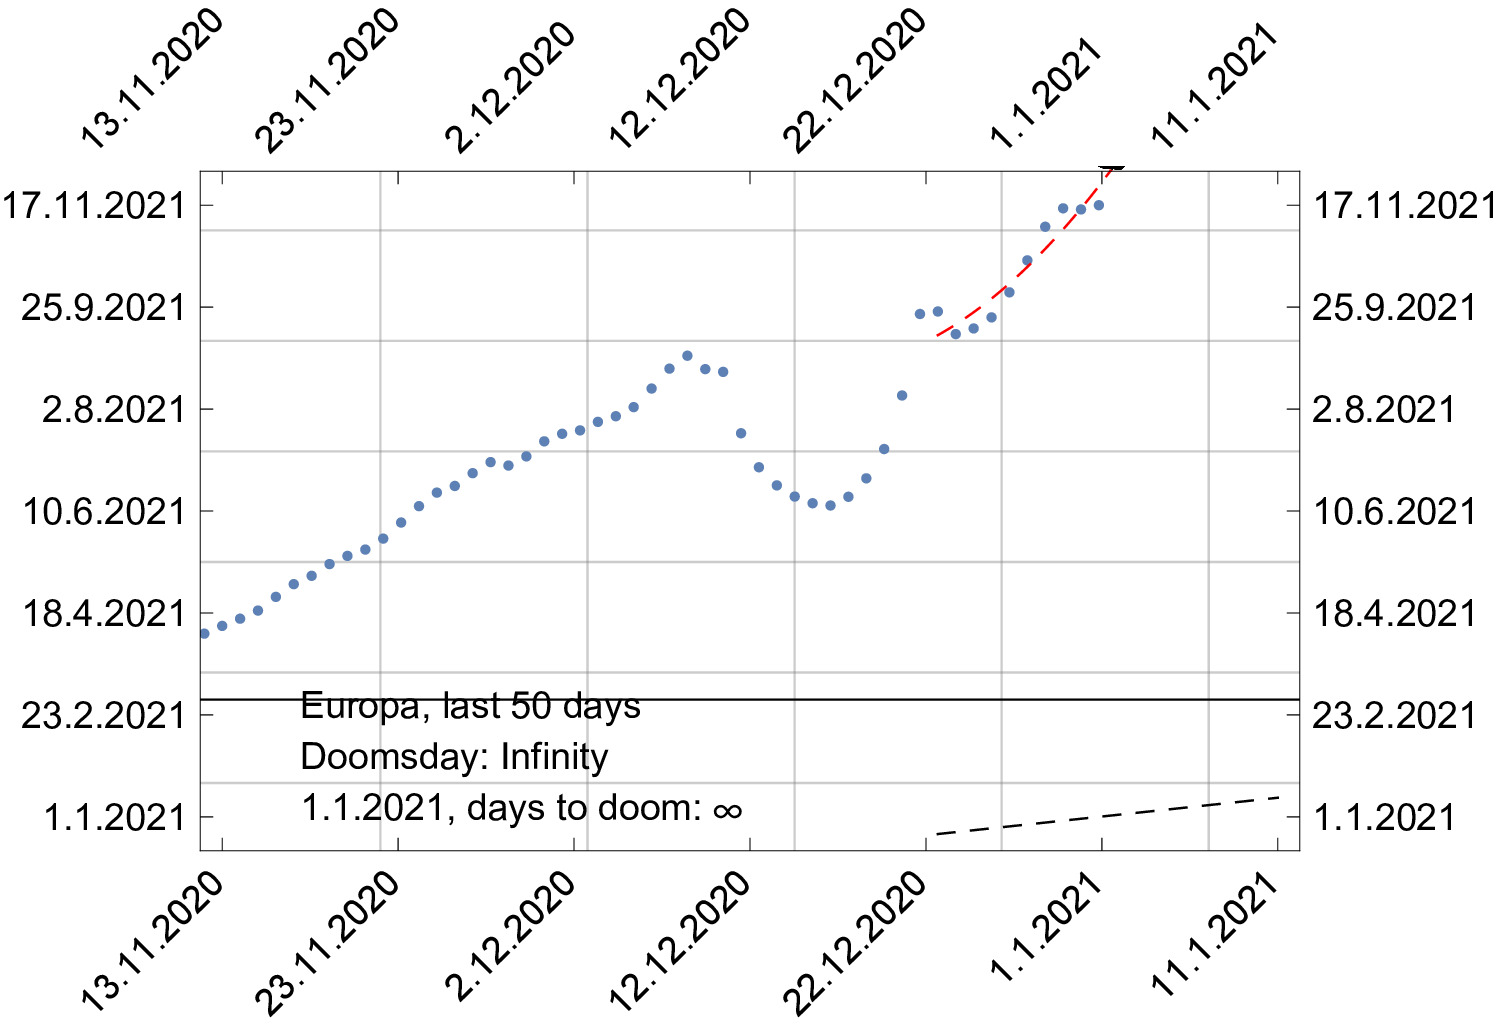 13.11.2020 23.11.2020 2.12.2020 12.12.2020 22.12.2020 1.1.2021 11.1.2021
17.11.2021 17.11.2021
25.9.2021 25.9.2021
2.8.2021 2.8.2021
10.6.2021 10.6.2021
18.4.2021 18.4.2021
Europa, last 50 days
23.2.2021 23.2.2021
Doomsday: Infinity
1.1.2021, days to doom: ∞
1.1.2021 1.1.2021
13.11.2020 23.11.2020 2.12.2020 12.12.2020 22.12.2020 1.1.2021 11.1.2021